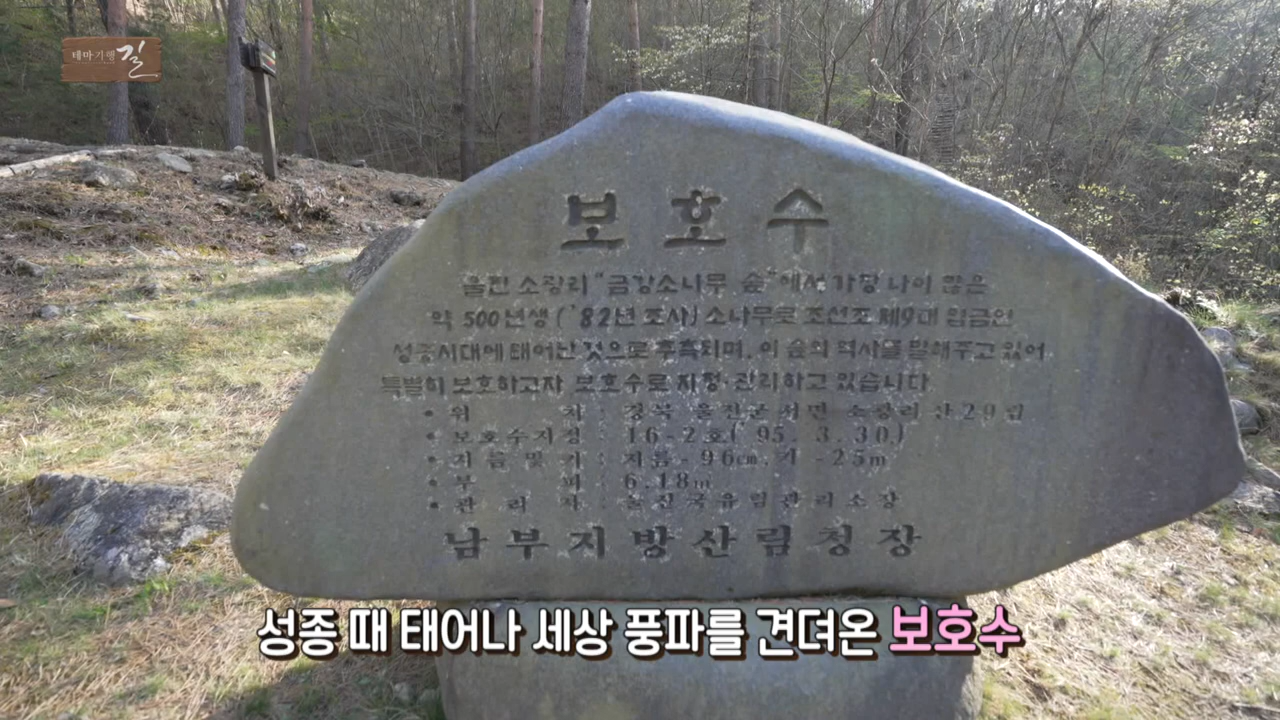 테마기행 길
보호수
울진 소광리 "금강소나무 숲"에서 가장 나이 많은
약 500년생 ('82년 조사) 소나무로 조선조 제9대 임금인
성종시대에 태어난 것으로 추측되며, 이 숲의 역사를 말해주고 있어
특별히 보호하고자 보호수로 지정·관리하고 있습니다
• 위 치 : 경북 울진군 서면 소광리 산29림
• 보호수지정 : 16-2호('95. 3. 30.)
• 지름및키 : 지름-96㎝, 키-25m
• 부 피 : 6.18㎥
• 관 리 자 : 울진국유림관리소장
남부지방산림청장
성종 때 태어나 세상 풍파를 견뎌온 보호수